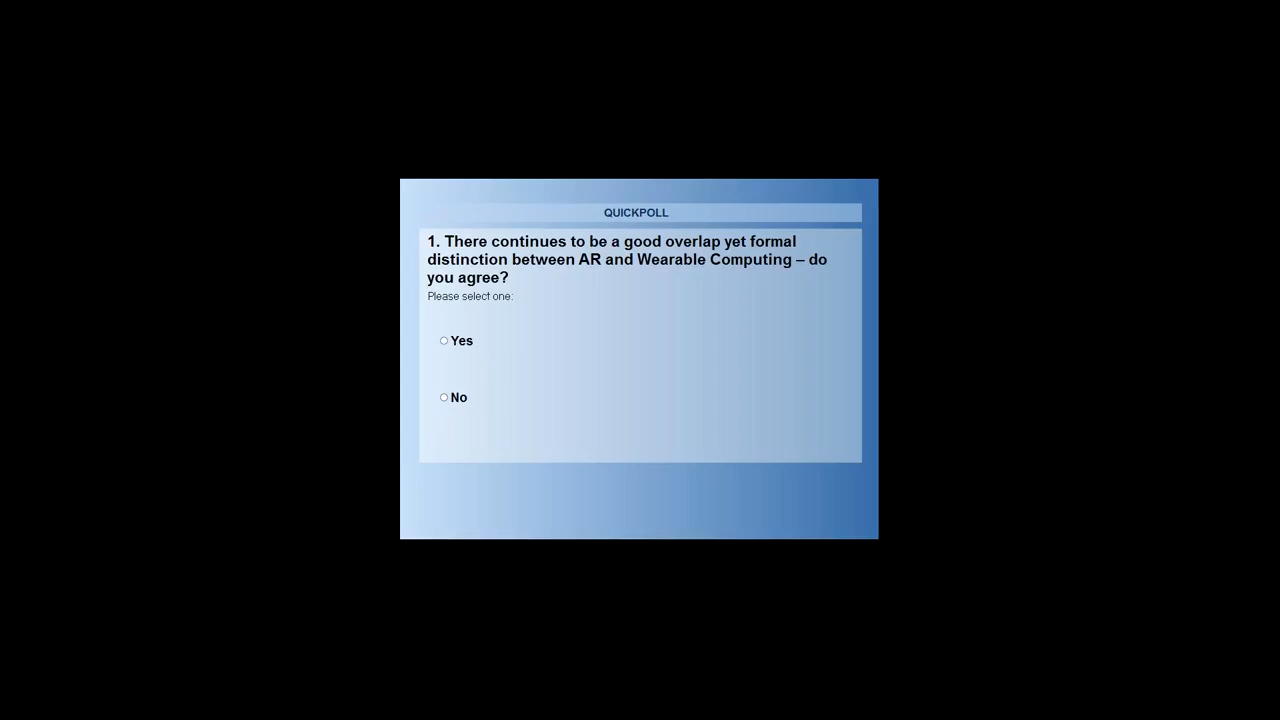 QUICKPOLL
1. There continues to be a good overlap yet formal
distinction between AR and Wearable Computing – do
you agree?
Please select one:
Yes
No